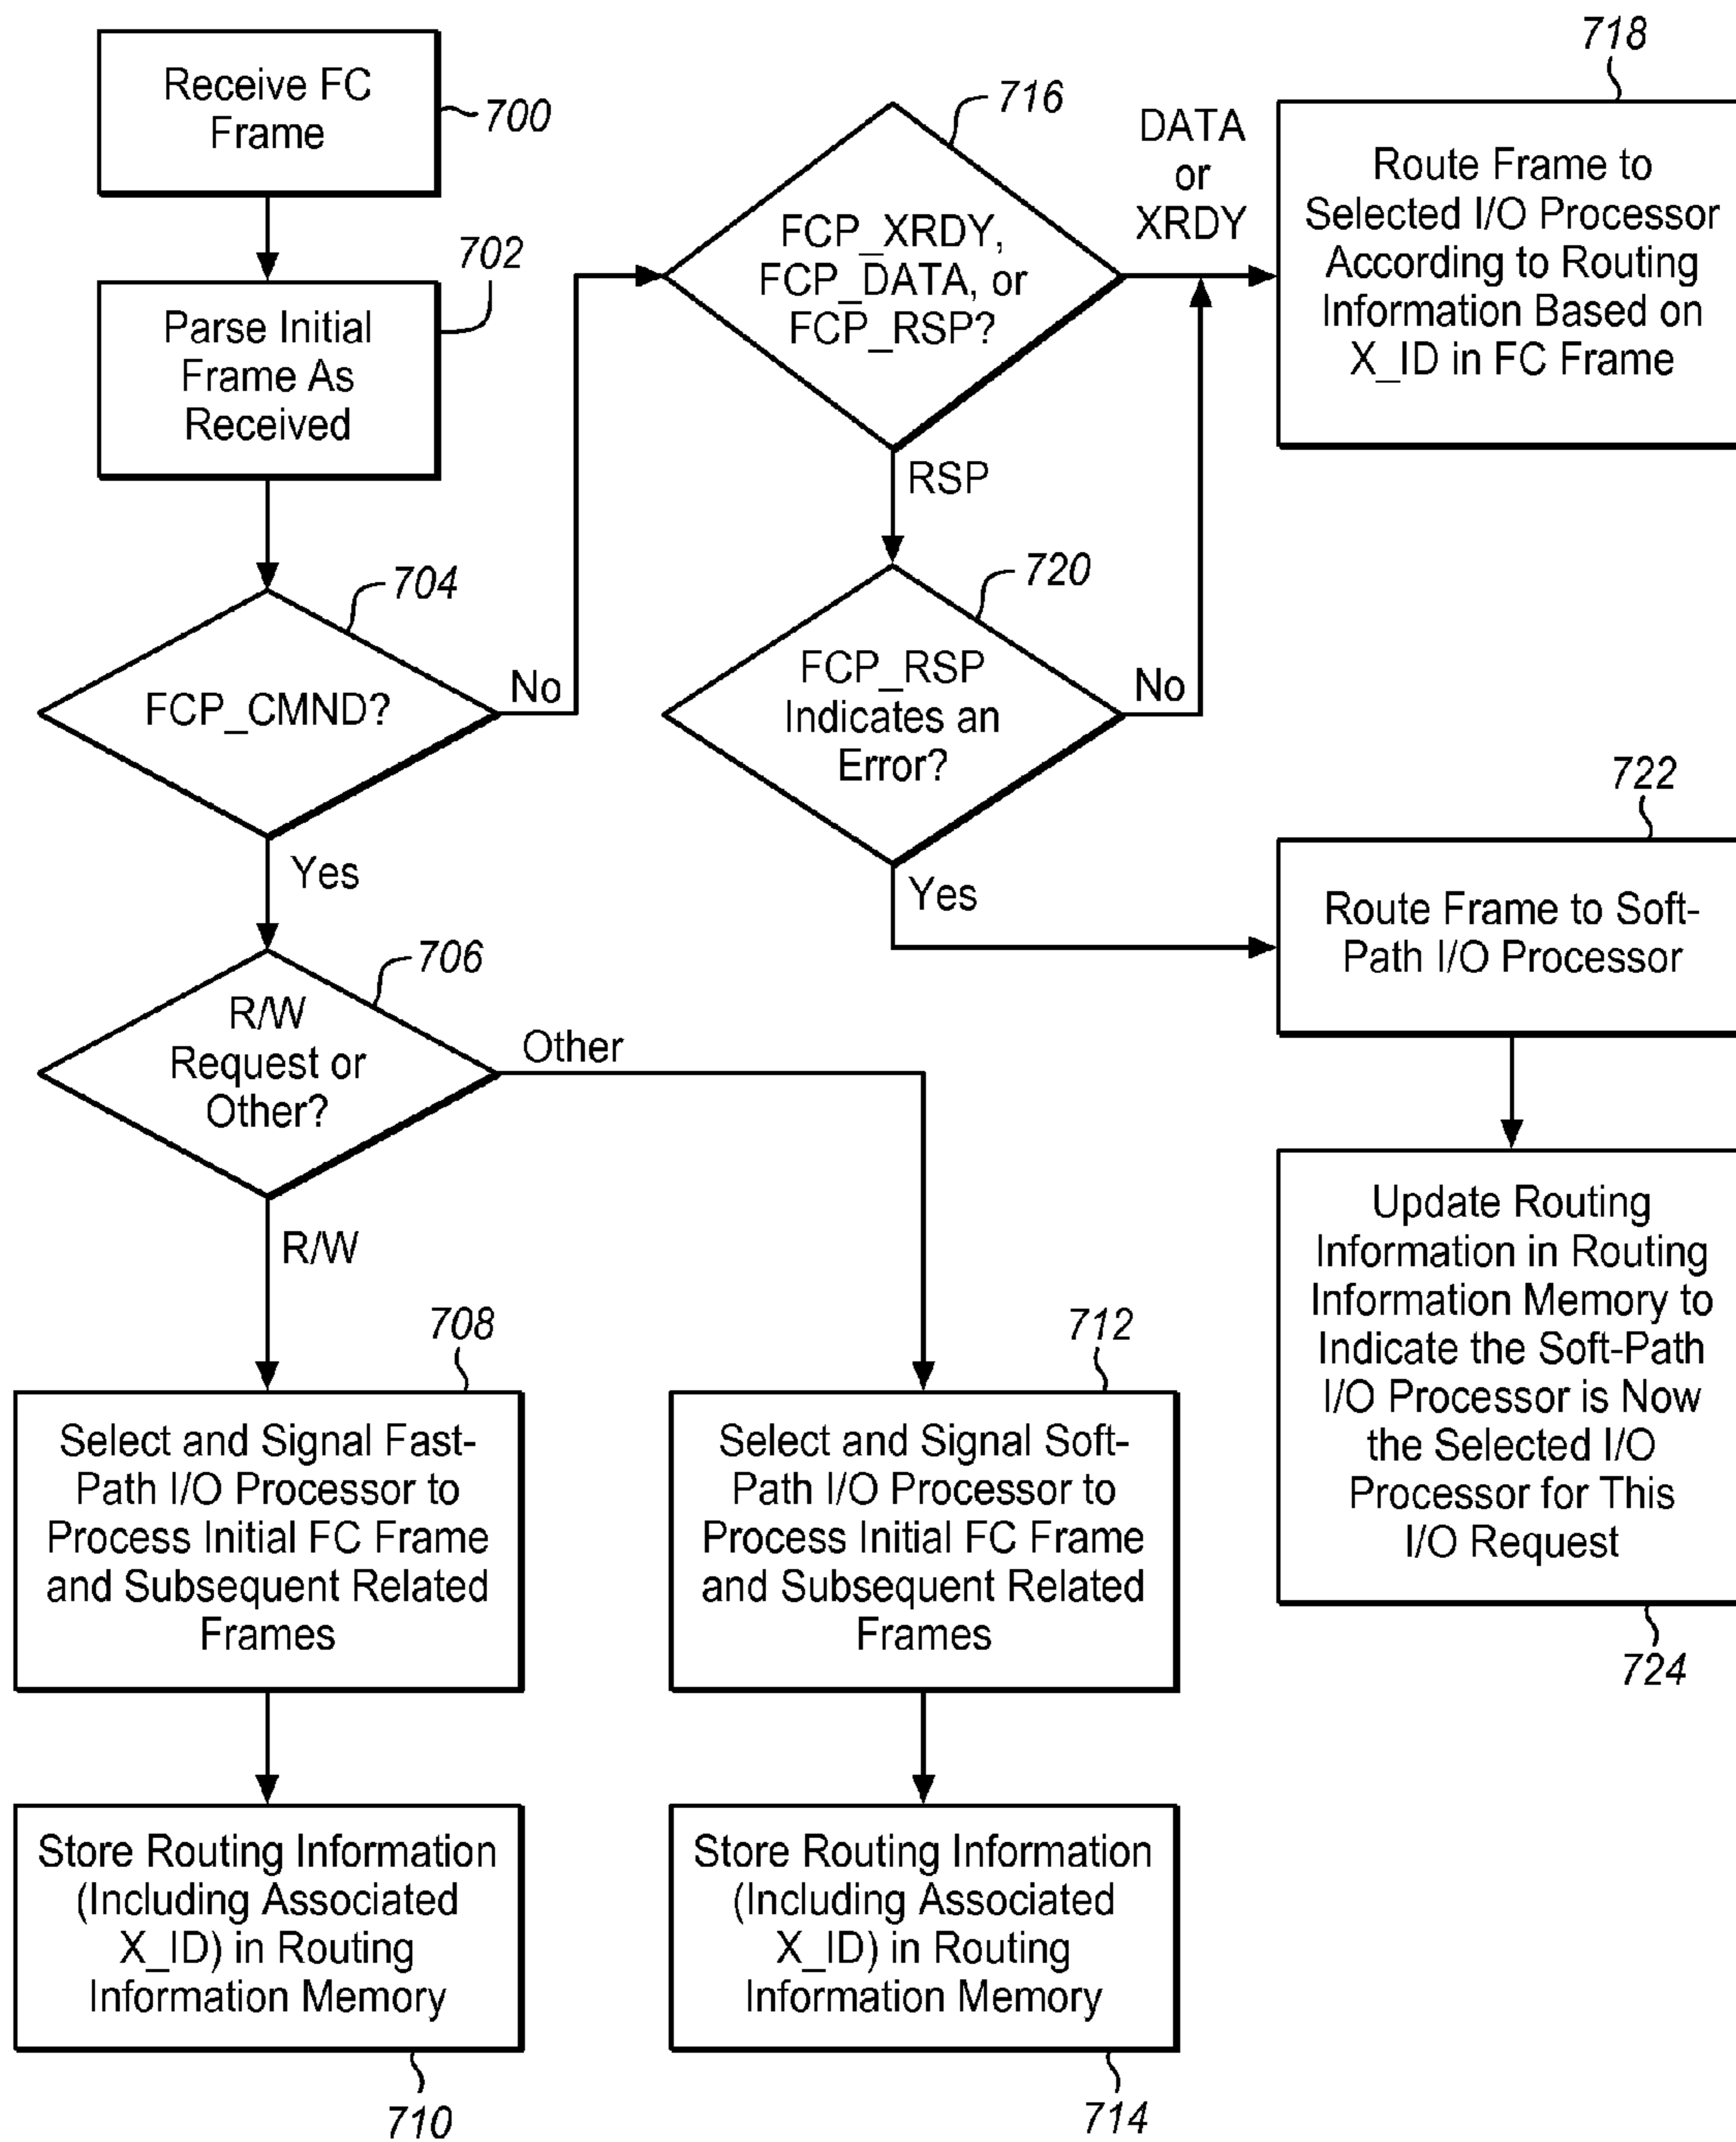 Receive FC
Frame
700
702
Parse Initial
Frame As
Received
704
FCP_CMND?
No
Yes
706
R/W
Request or
Other?
Other
R/W
708
Select and Signal Fast-
Path I/O Processor to
Process Initial FC Frame
and Subsequent Related
Frames
Store Routing Information
(Including Associated
X_ID) in Routing
Information Memory
710
712
Select and Signal Soft-
Path I/O Processor to
Process Initial FC Frame
and Subsequent Related
Frames
Store Routing Information
(Including Associated
X_ID) in Routing
Information Memory
714
716
FCP_XRDY,
FCP_DATA, or
FCP_RSP?
DATA
or
XRDY
RSP
718
Route Frame to
Selected I/O Processor
According to Routing
Information Based on
X_ID in FC Frame
720
FCP_RSP
Indicates an
Error?
No
Yes
722
Route Frame to Soft-
Path I/O Processor
Update Routing
Information in Routing
Information Memory to
Indicate the Soft-Path
I/O Processor is Now
the Selected I/O
Processor for This
I/O Request
724